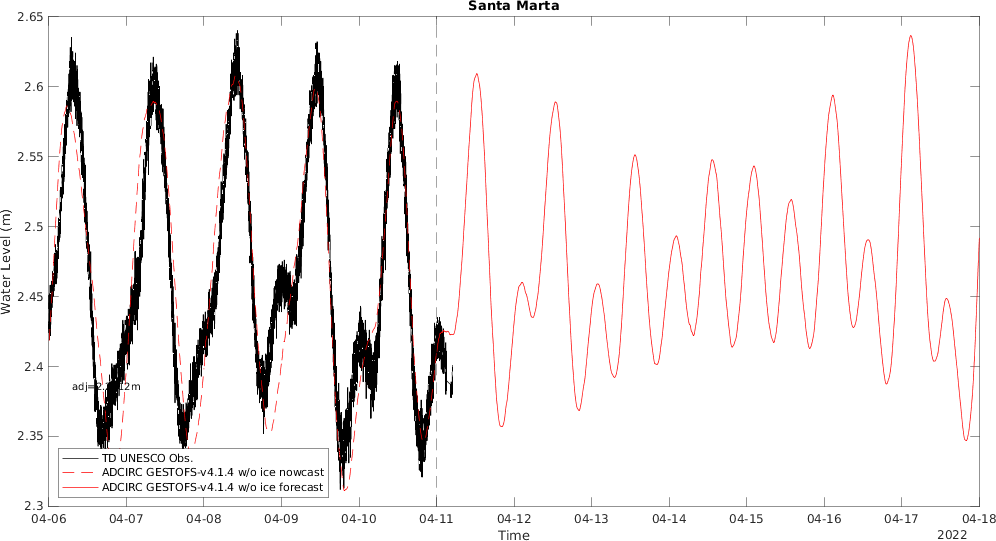 Santa Marta
2.65
2.6
2.55
2.5
2.45
2.4
2.35
2.3
Water Level (m)
TD UNESCO Obs.
ADCIRC GESTOFS-v4.1.4 w/o ice nowcast
ADCIRC GESTOFS-v4.1.4 w/o ice forecast
04-06 04-07 04-08 04-09 04-10 04-11 04-12 04-13 04-14 04-15 04-16 04-17 04-18
Time
2022